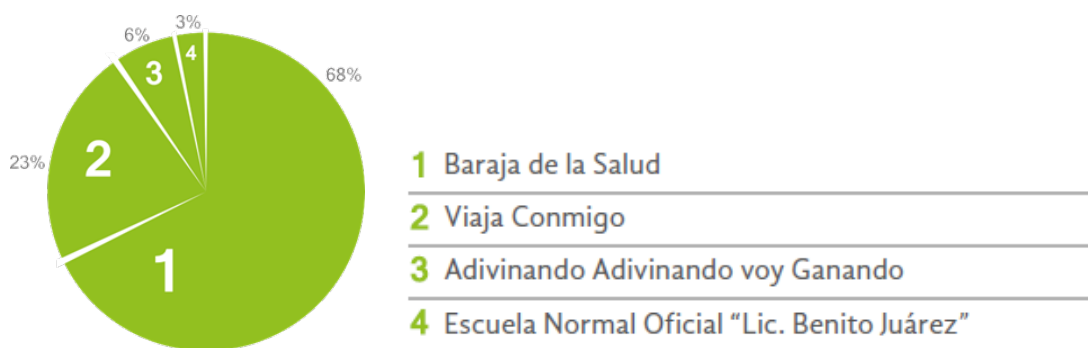 3%
6%
4
3
68%
2
23%
1
1 Baraja de la Salud
2 Viaja Conmigo
3 Adivinando Adivinando voy Ganando
4 Escuela Normal Oficial “Lic. Benito Juárez”